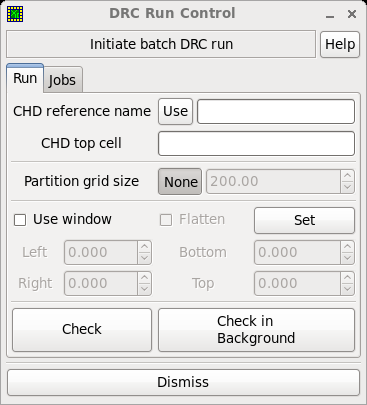 DRC Run Control
Initiate batch DRC run Help
Run Jobs
CHD reference name Use
CHD top cell
Partition grid size None 200.00
Use window Flatten Set
Left 0.000 Bottom 0.000
Right 0.000 Top 0.000
Check Check in
Background
Dismiss